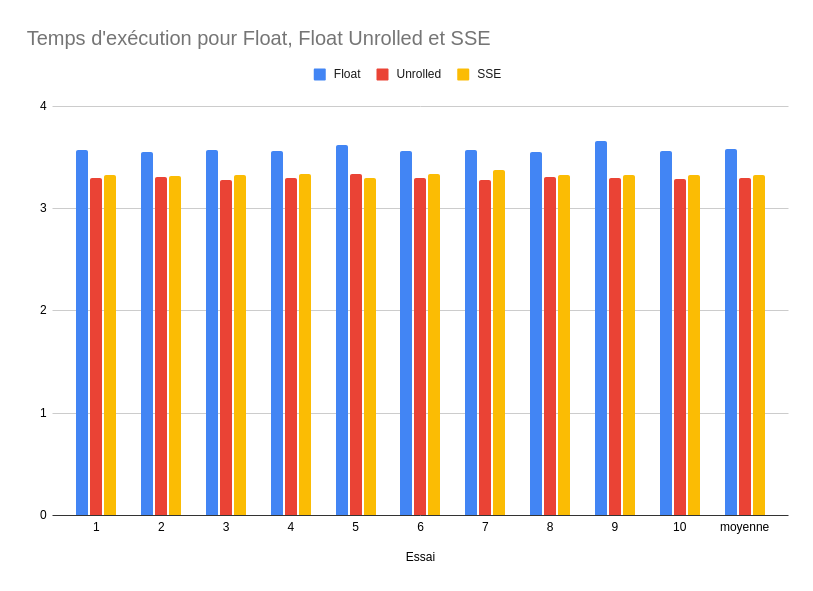 Temps d'exécution pour Float, Float Unrolled et SSE
Float Unrolled SSE
4
3
2
1
0
1 2 3 4 5 6 7 8 9 10 moyenne
Essai